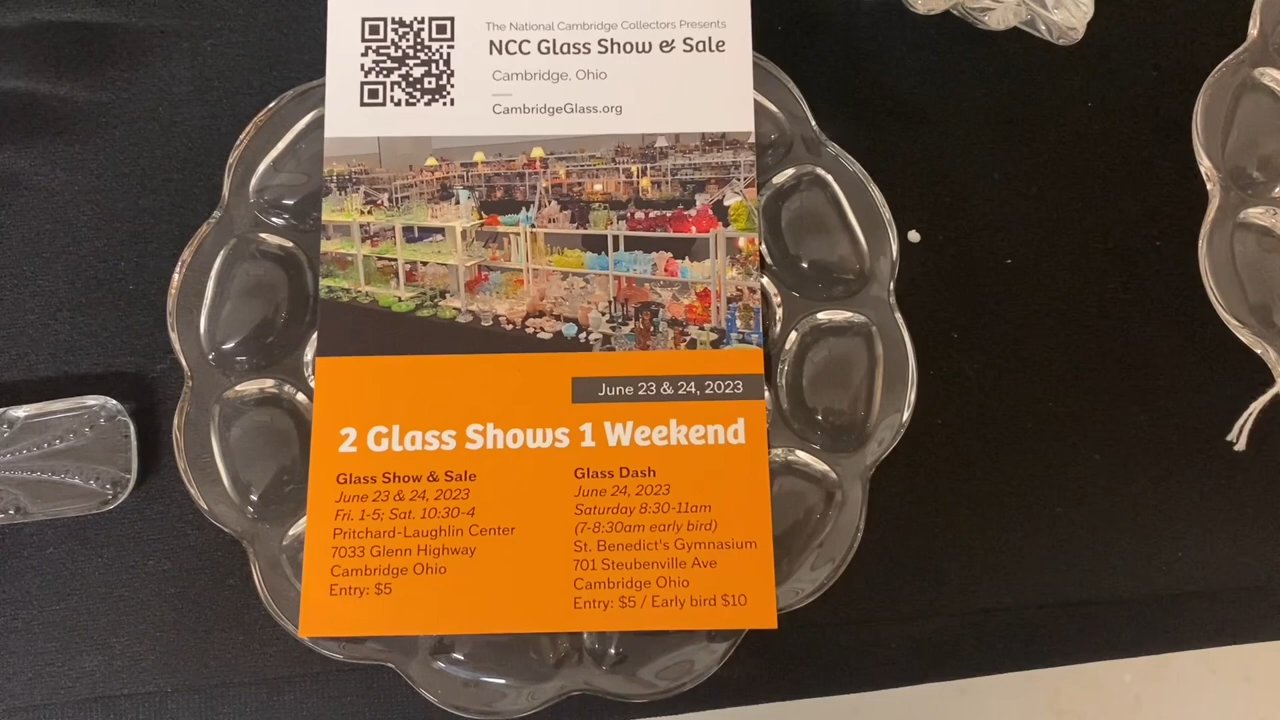 The National Cambridge Collectors Presents
NCC Glass Show & Sale
Cambridge, Ohio
CambridgeGlass.org
June 23 & 24, 2023
2 Glass Shows 1 Weekend
Glass Show & Sale
June 23 & 24, 2023
Fri. 1-5; Sat. 10:30-4
Pritchard-Laughlin Center
7033 Glenn Highway
Cambridge Ohio
Entry: $5
Glass Dash
June 24, 2023
Saturday 8:30-11am
(7-8:30am early bird)
St. Benedict's Gymnasium
701 Steubenville Ave
Cambridge Ohio
Entry: $5 / Early bird $10